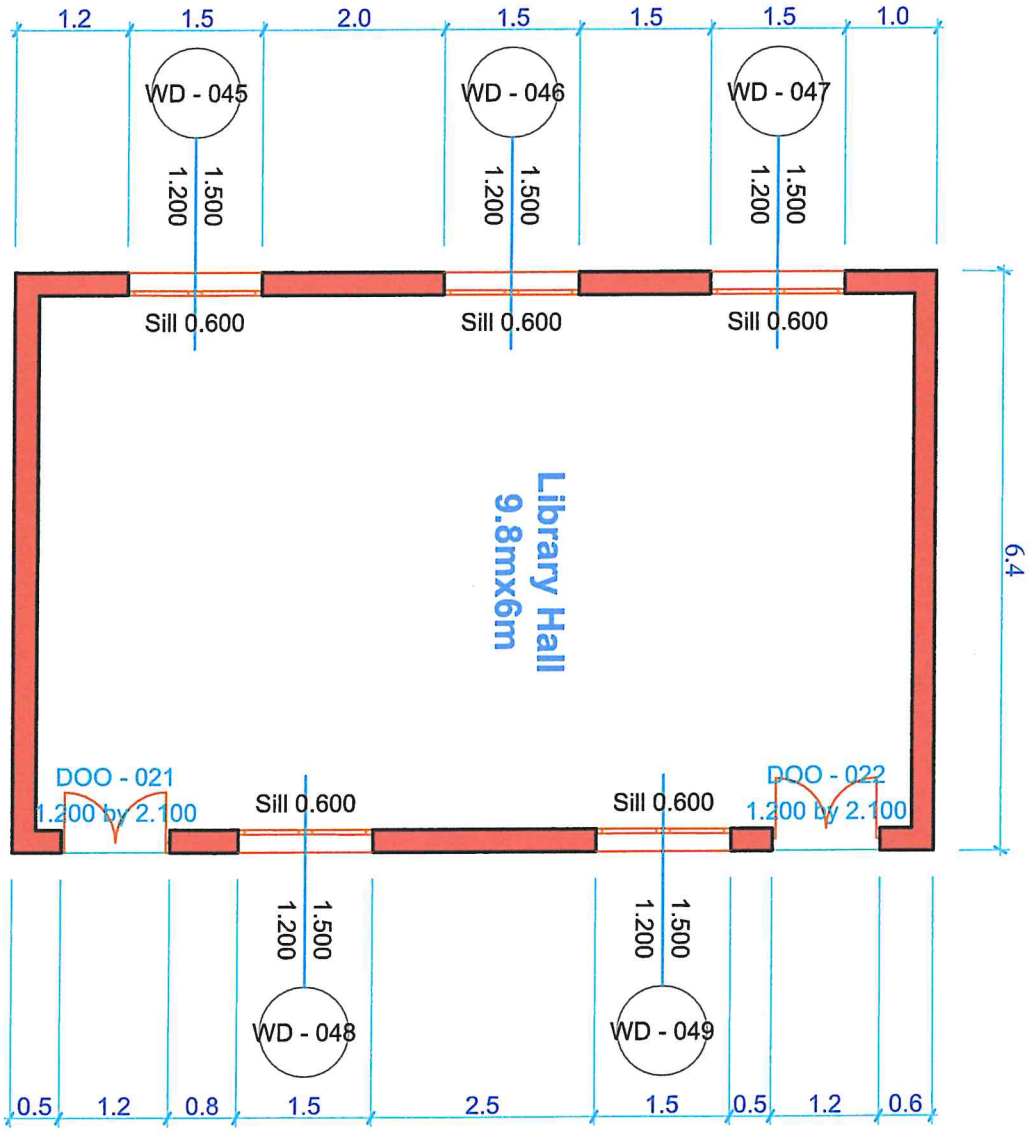 1.2 1.5 2.0 1.5 1.5 1.5 1.0
WD - 045
WD - 046
WD - 047
1.500
1.200
1.500
1.200
1.500
1.200
Sill 0.600
Sill 0.600
Sill 0.600
6.4
Library Hall
9.8mx6m
DOO - 021
1.200 by 2.100
Sill 0.600
Sill 0.600
DOO - 022
1.200 by 2.100
1.500
1.200
1.500
1.200
WD - 048
WD - 049
0.5 1.2 0.8 1.5 2.5 1.5 0.5 1.2 0.6